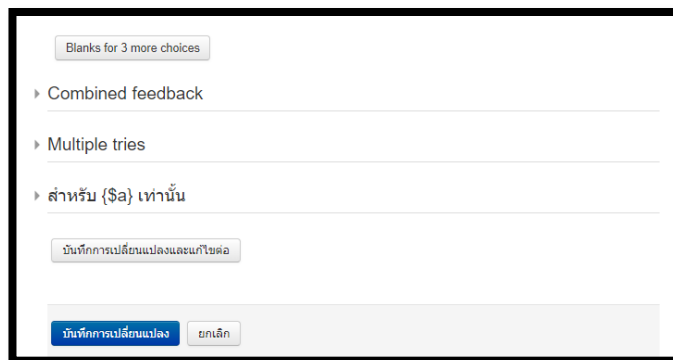 Blanks for 3 more choices
Combined feedback
Multiple tries
สำหรับ {$a} เท่านั้น
บันทึกการเปลี่ยนแปลงและแก้ไขต่อ
บันทึกการเปลี่ยนแปลง ยกเลิก